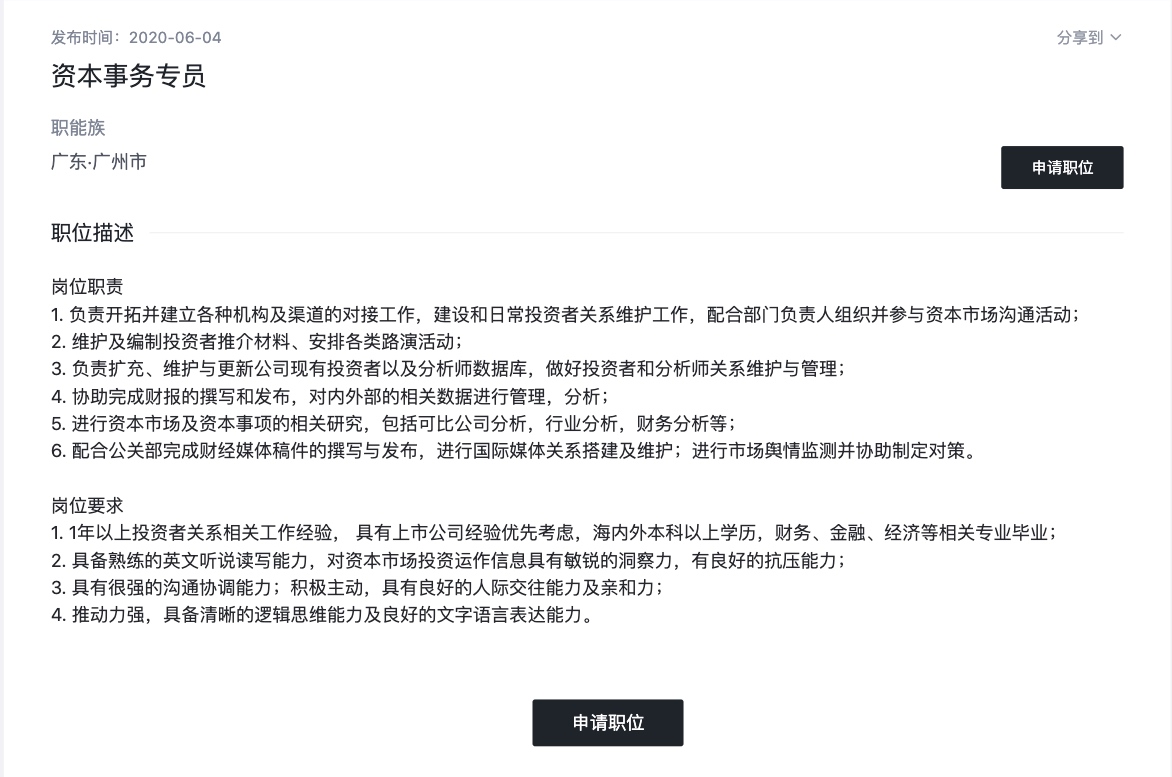 发布时间：2020-06-04
分享到
资本事务专员
职能族
广东·广州市
申请职位
职位描述
岗位职责
1. 负责开拓并建立各种机构及渠道的对接工作，建设和日常投资者关系维护工作，配合部门负责人组织并参与资本市场沟通活动；
2. 维护及编制投资者推介材料、安排各类路演活动；
3. 负责扩充、维护与更新公司现有投资者以及分析师数据库，做好投资者和分析师关系维护与管理；
4. 协助完成财报的撰写和发布，对内外部的相关数据进行管理，分析；
5. 进行资本市场及资本事项的相关研究，包括可比公司分析，行业分析，财务分析等；
6. 配合公关部完成财经媒体稿件的撰写与发布，进行国际媒体关系搭建及维护；进行市场舆情监测并协助制定对策。
岗位要求
1. 1年以上投资者关系相关工作经验， 具有上市公司经验优先考虑，海内外本科以上学历，财务、金融、经济等相关专业毕业；
2. 具备熟练的英文听说读写能力，对资本市场投资运作信息具有敏锐的洞察力，有良好的抗压能力；
3. 具有很强的沟通协调能力；积极主动，具有良好的人际交往能力及亲和力；
4. 推动力强，具备清晰的逻辑思维能力及良好的文字语言表达能力。
申请职位